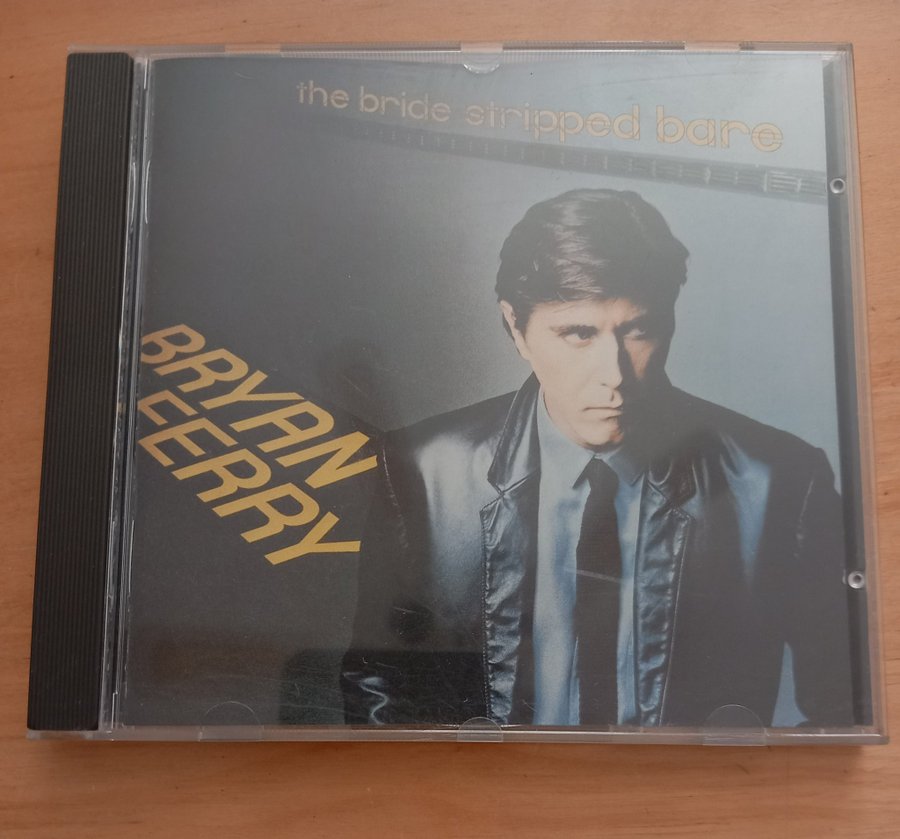 the bride stripped bare
BRYAN
FERRY